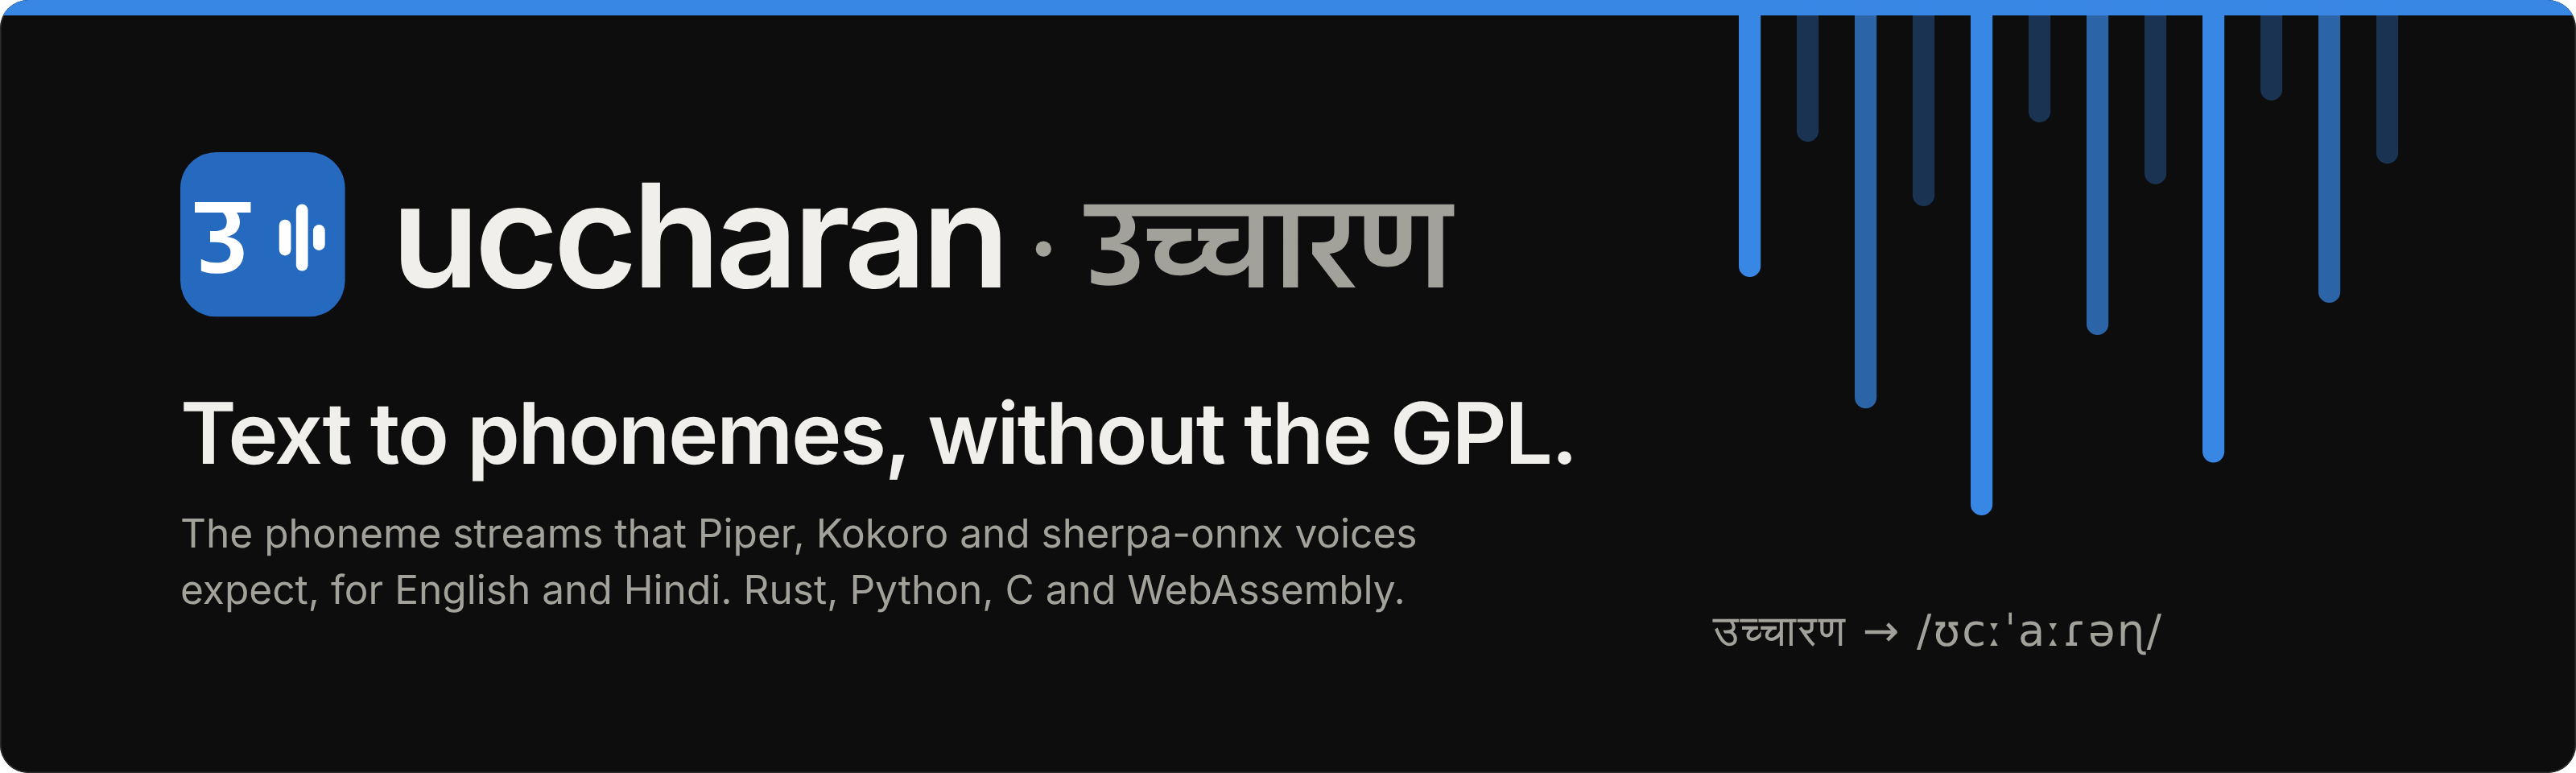 उ
uccharan · उच्चारण
Text to phonemes, without the GPL.
The phoneme streams that Piper, Kokoro and sherpa-onnx voices
expect, for English and Hindi. Rust, Python, C and WebAssembly.
उच्चारण → /ʊcːˈaːɾəɳ/